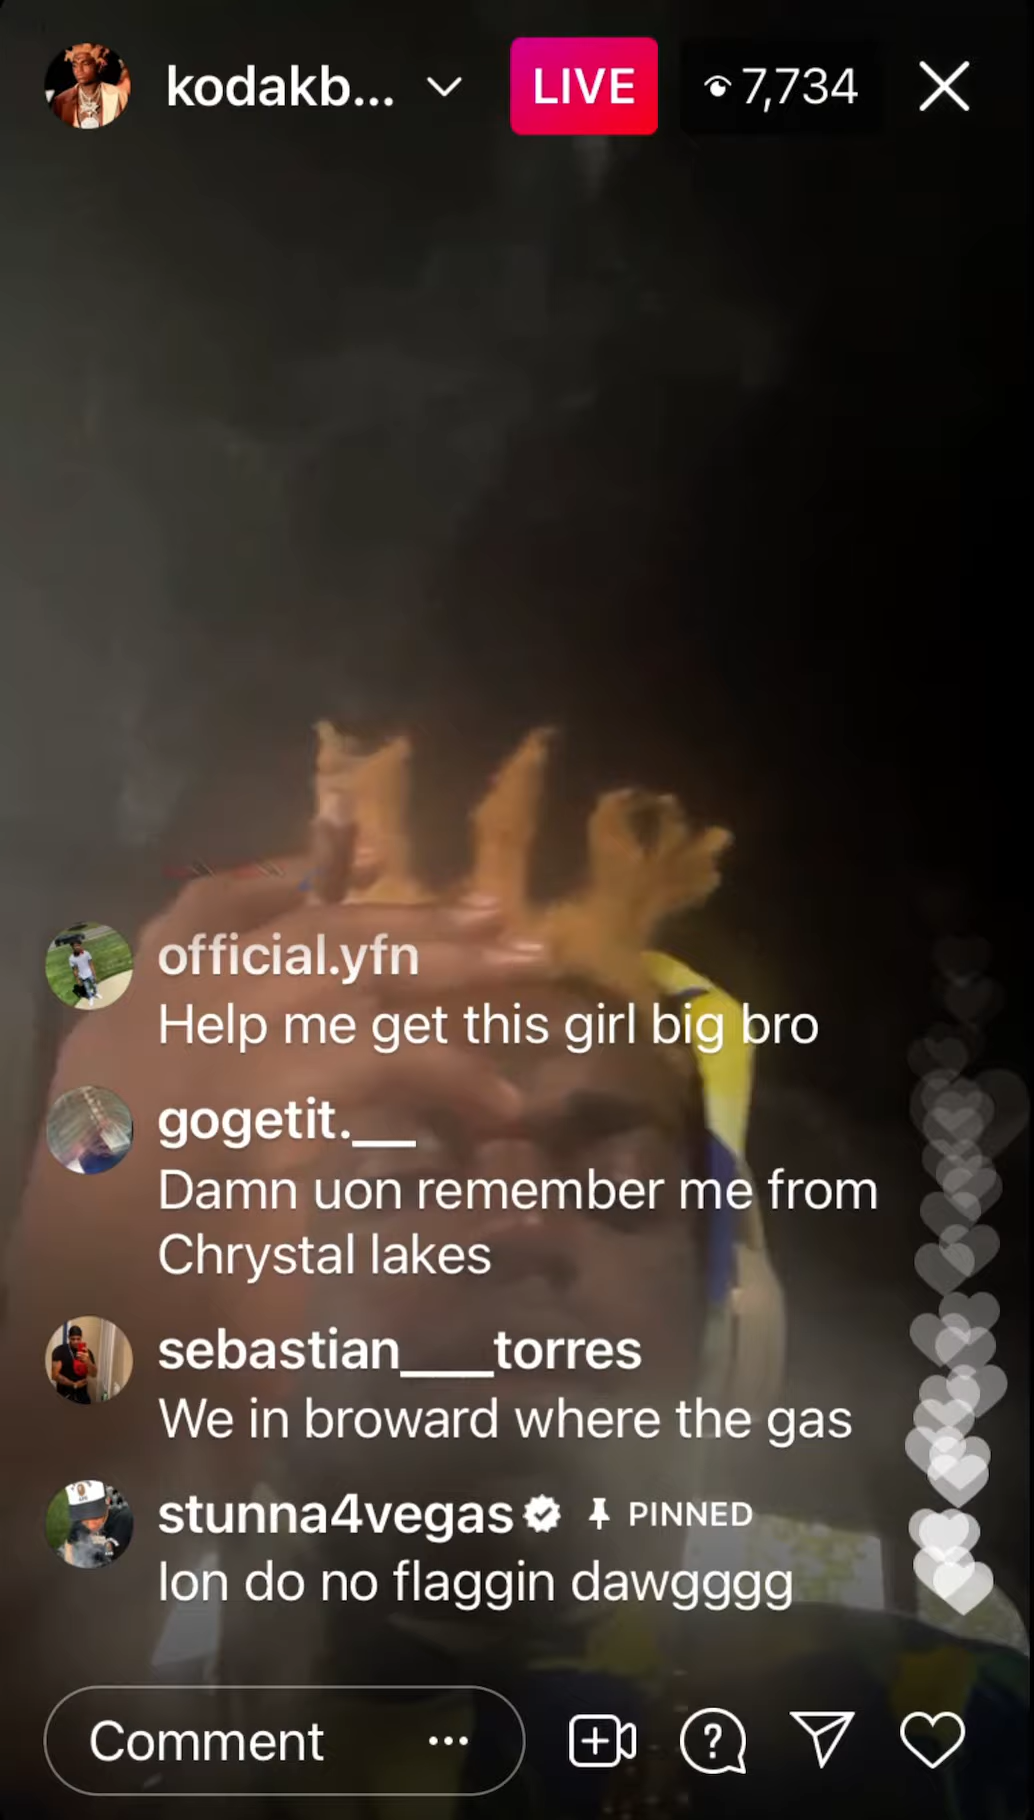 kodakb...
LIVE
7,734
official.yfn
Help me get this girl big bro
gogetit.__
Damn uon remember me from
Chrystal lakes
sebastian____torres
We in broward where the gas
stunna4vegas PINNED
Ion do no flaggin dawgggg
Comment